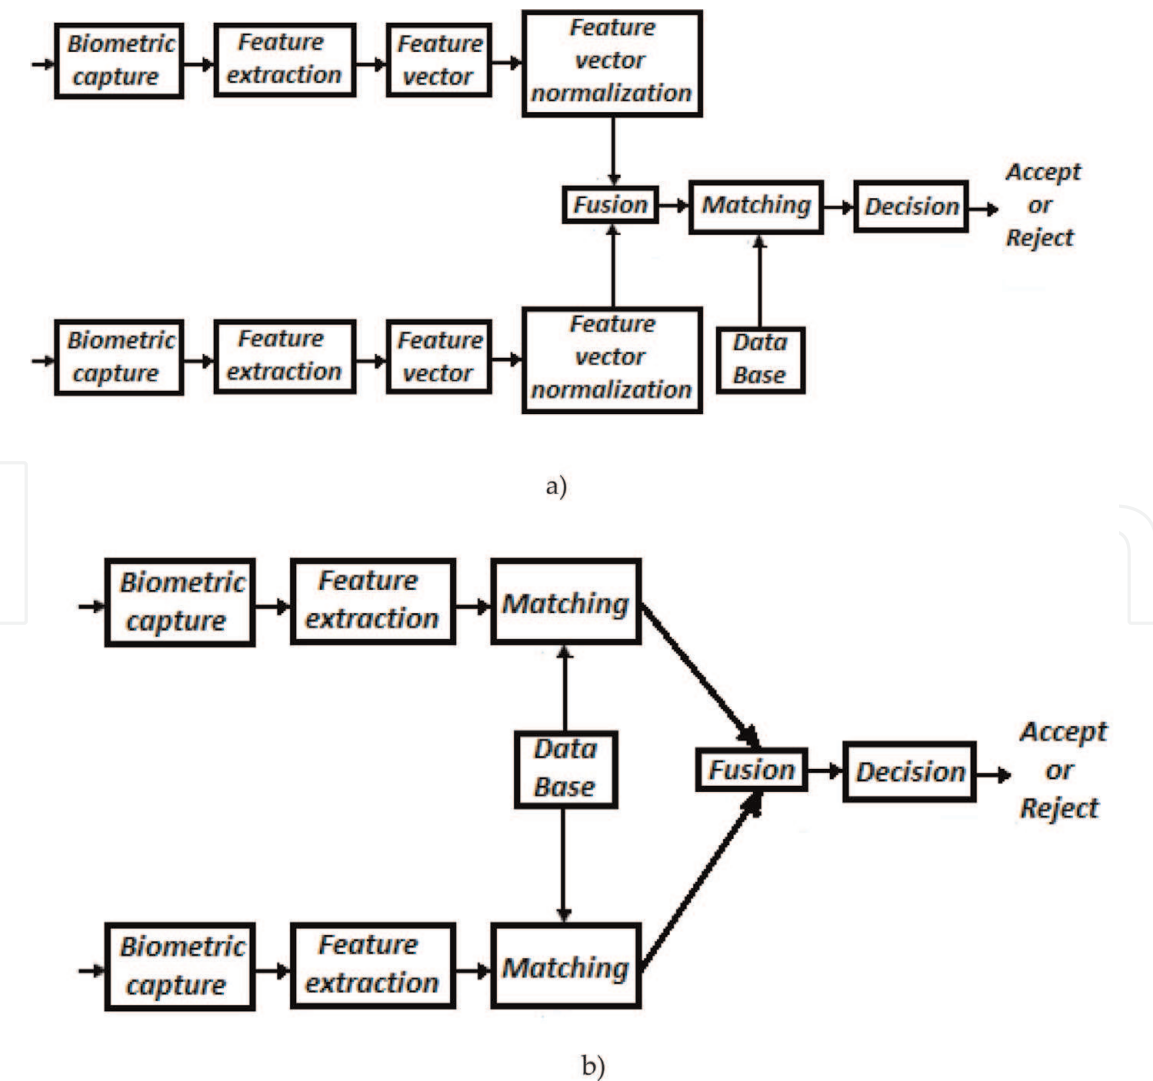 Biometric
capture
Feature
extraction
Feature
vector
Feature
vector
normalization
Fusion
Matching
Decision
Accept
or
Reject
Biometric
capture
Feature
extraction
Feature
vector
Feature
vector
normalization
Data
Base
a)
Biometric
capture
Feature
extraction
Matching
Data
Base
Fusion
Decision
Accept
or
Reject
Biometric
capture
Feature
extraction
Matching
b)